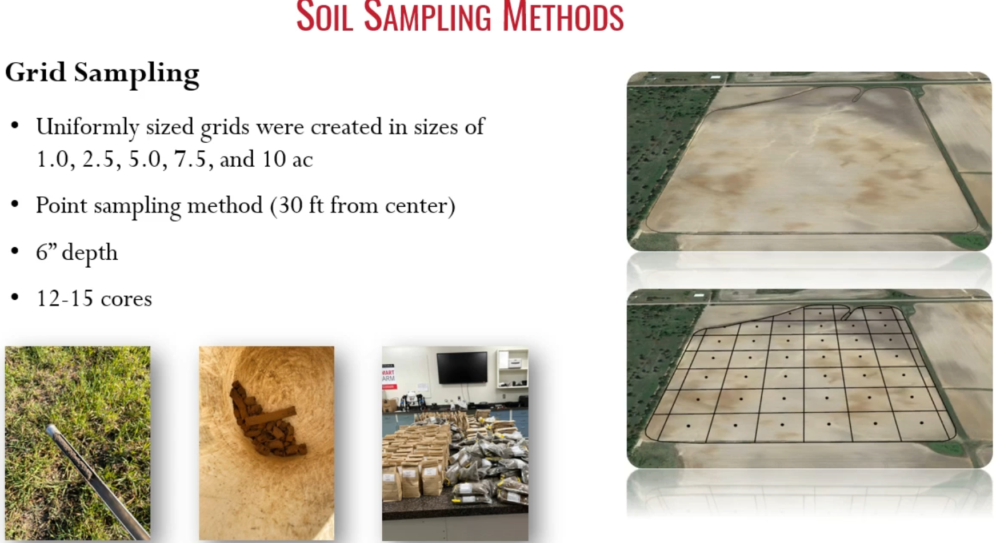 SOIL SAMPLING METHODS
Grid Sampling
• Uniformly sized grids were created in sizes of
1.0, 2.5, 5.0, 7.5, and 10 ac
• Point sampling method (30 ft from center)
• 6” depth
• 12-15 cores
MART
ARM